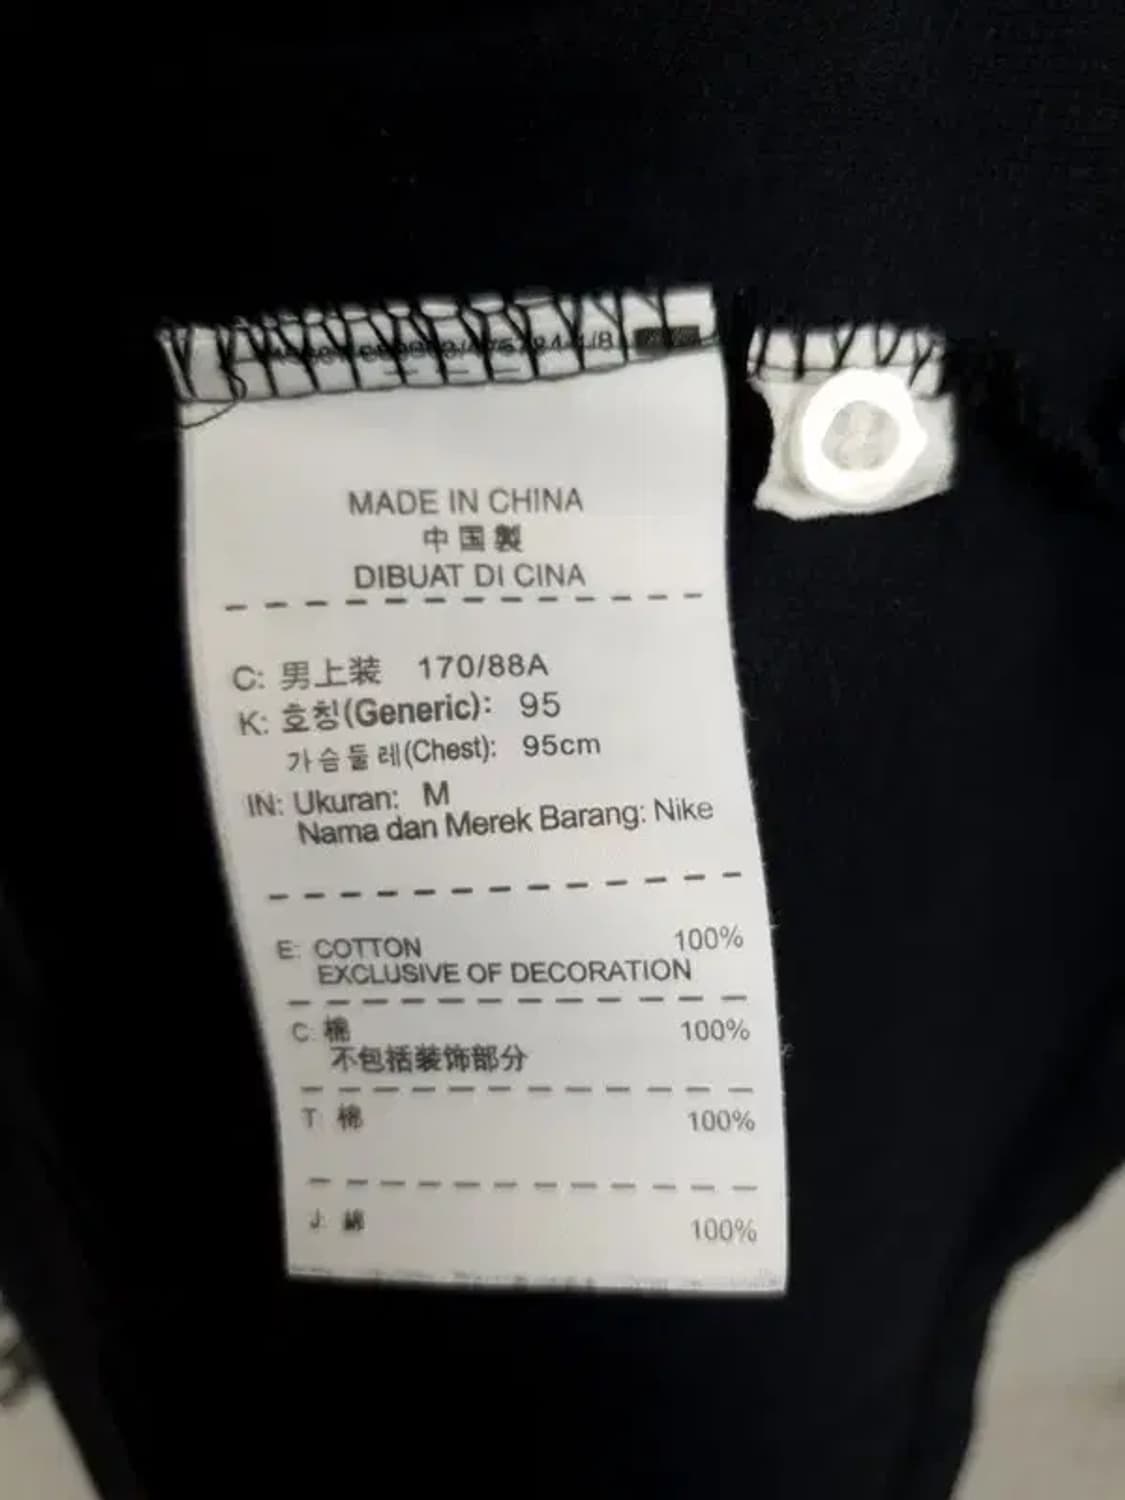 MADE IN CHINA
中国製
DIBUAT DI CINA
C: 男上装 170/88A
K: 호칭(Generic): 95
가슴둘레(Chest): 95cm
IN: Ukuran: M
Nama dan Merek Barang: Nike
E: COTTON 100%
EXCLUSIVE OF DECORATION
C: 棉 100%
不包括装饰部分
T: 棉 100%
J: 綿 100%